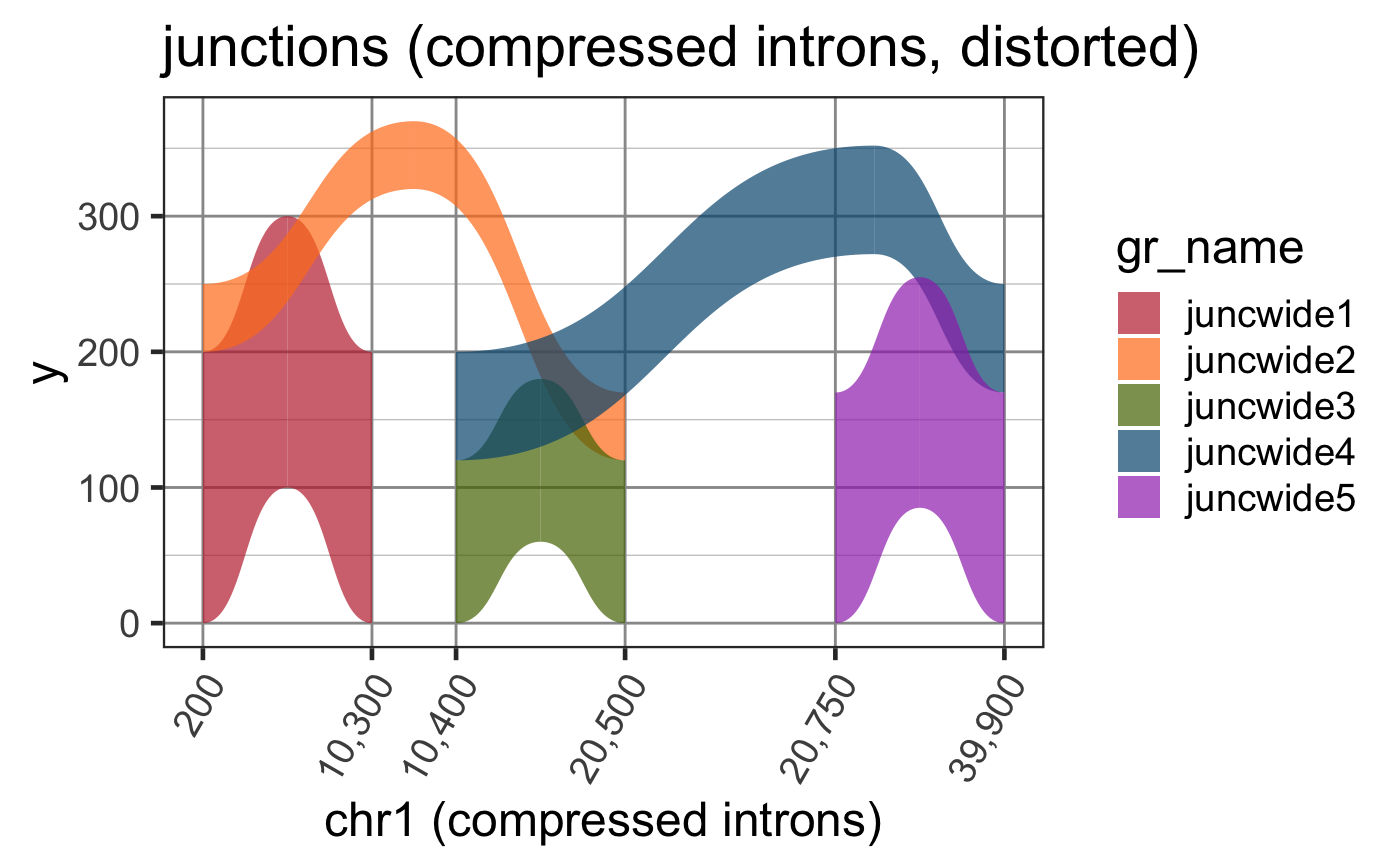 junctions (compressed introns, distorted)
y
300
200
100
0
200
10,300
10,400
20,500
20,750
39,900
chr1 (compressed introns)
gr_name
juncwide1
juncwide2
juncwide3
juncwide4
juncwide5